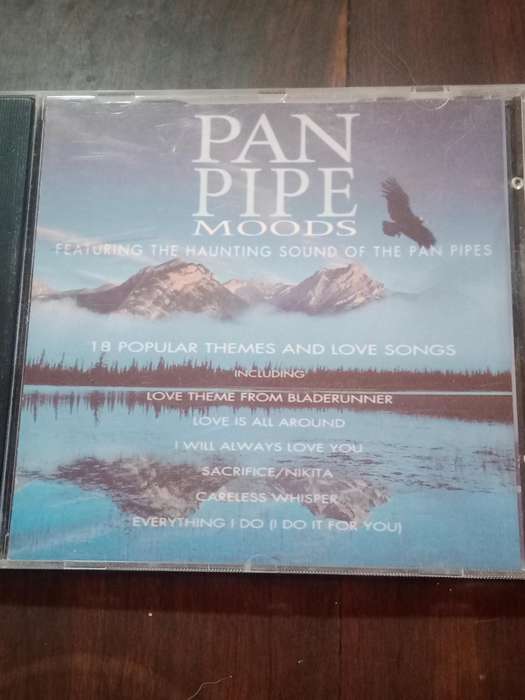 PAN
PIPE
MOODS
FEATURING THE HAUNTING SOUND OF THE PAN PIPES
18 POPULAR THEMES AND LOVE SONGS
INCLUDING
LOVE THEME FROM BLADERUNNER
LOVE IS ALL AROUND
I WILL ALWAYS LOVE YOU
SACRIFICE/NIKITA
CARELESS WHISPER
EVERYTHING I DO (I DO IT FOR YOU)